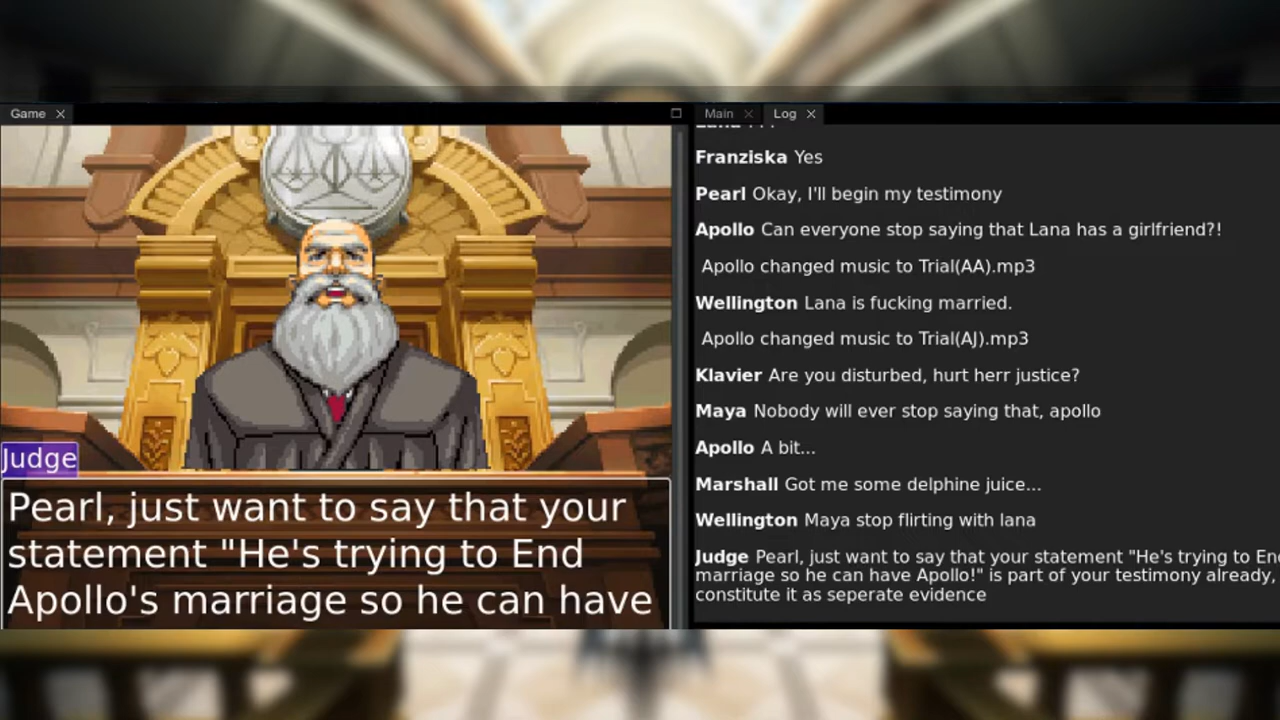 Game
Main
Log
Franziska Yes
Pearl Okay, I'll begin my testimony
Apollo Can everyone stop saying that Lana has a girlfriend?!
Apollo changed music to Trial(AA).mp3
Wellington Lana is fucking married.
Apollo changed music to Trial(AJ).mp3
Klavier Are you disturbed, hurt herr justice?
Maya Nobody will ever stop saying that, apollo
Apollo A bit...
Marshall Got me some delphine juice...
Wellington Maya stop flirting with lana
Judge Pearl, just want to say that your statement "He's trying to End
marriage so he can have Apollo!" is part of your testimony already,
constitute it as seperate evidence
Judge
Pearl, just want to say that your
statement "He's trying to End
Apollo's marriage so he can have